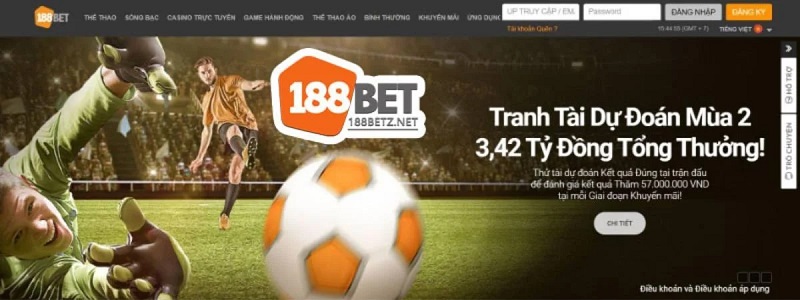 188BET THỂ THAO SÒNG BẠC CASINO TRỰC TUYẾN GAME HÀNH ĐỘNG THỂ THAO ẢO BÌNH THƯỜNG KHUYẾN MÃI ỨNG DỤNG
UP TRUY CẬP / EM, Password ĐĂNG NHẬP ĐĂNG KÝ
Tài khoản Quên ? 15:44:55 (GMT + 7) TIẾNG VIỆT
188BET
188BETZ.NET
HỖ TRỢ
TRÒ CHUYỆN
Tranh Tài Dự Đoán Mùa 2
3,42 Tỷ Đồng Tổng Thưởng!
Thử tài dự đoán Kết quả Đúng tại trận đấu
để đánh giá kết quả Thắm 57.000.000 VND
tại mỗi Giai đoạn Khuyến mãi!
CHI TIẾT
Điều khoản và Điều khoản áp dụng